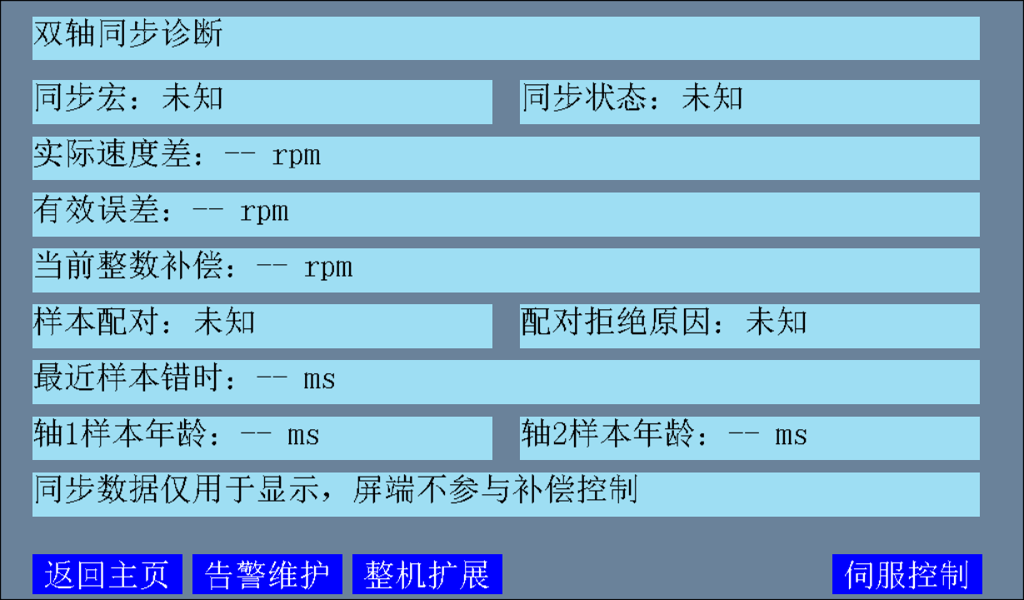 双轴同步诊断
同步宏：未知
同步状态：未知
实际速度差：-- rpm
有效误差：-- rpm
当前整数补偿：-- rpm
样本配对：未知
配对拒绝原因：未知
最近样本错时：-- ms
轴1样本年龄：-- ms
轴2样本年龄：-- ms
同步数据仅用于显示，屏端不参与补偿控制
返回主页
告警维护
整机扩展
伺服控制